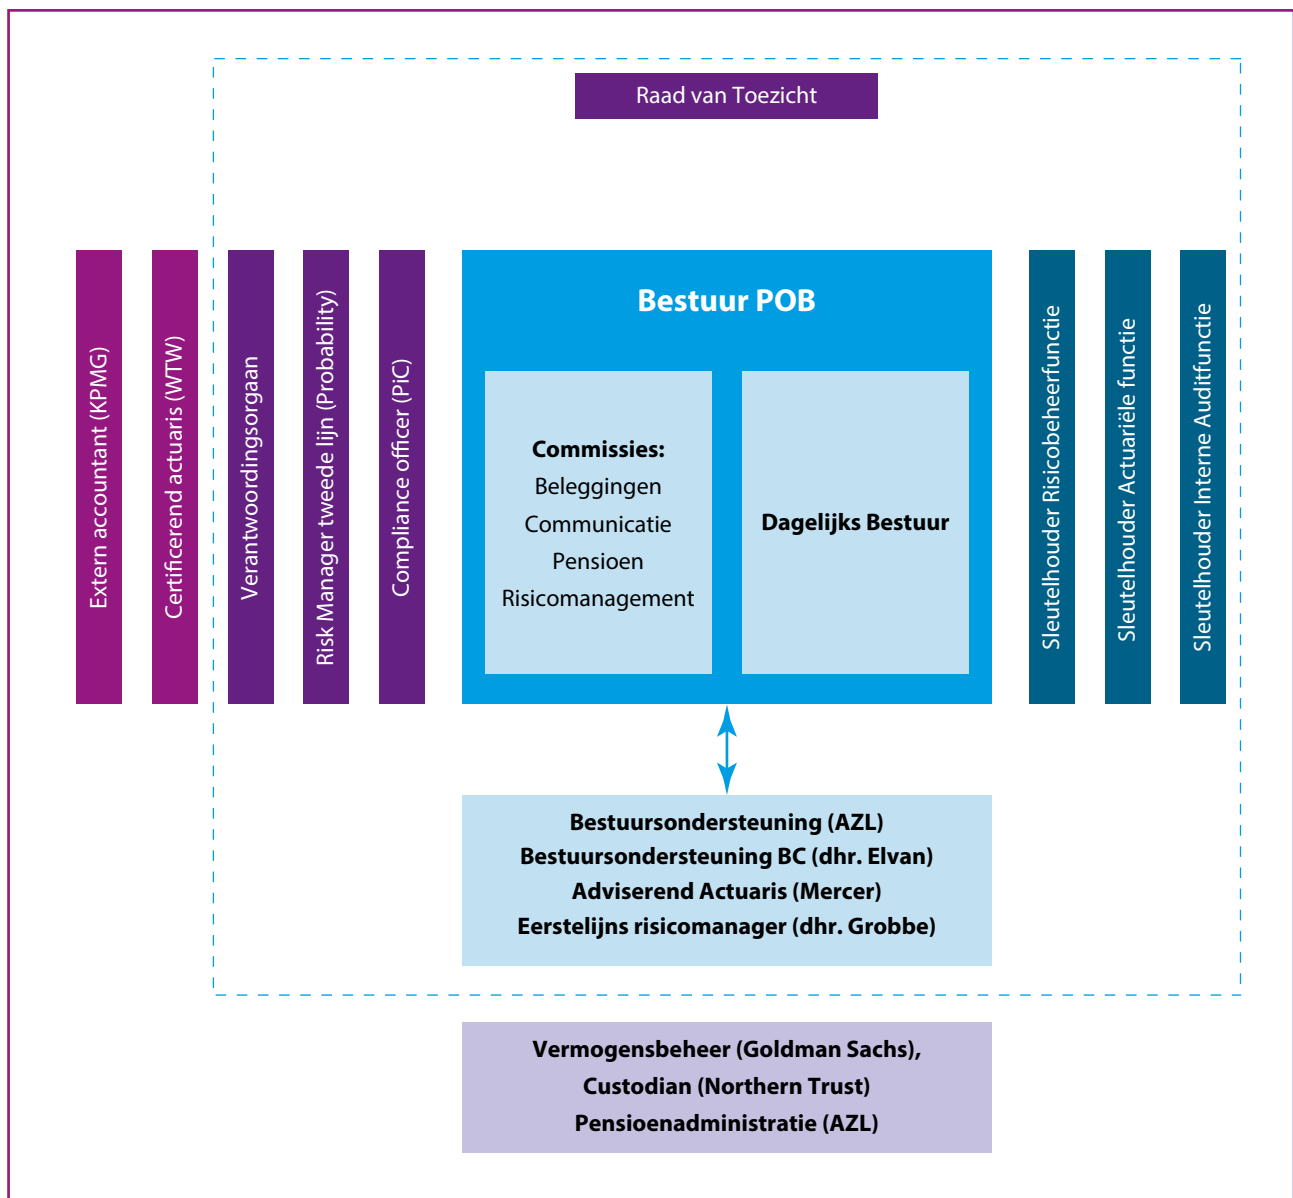 Raad van Toezicht
Extern accountant (KPMG)
Certificerend actuaris (WTW)
Verantwoordingsorgaan
Risk Manager tweede lijn (Probability)
Compliance officer (PiC)
Bestuur POB
Commissies:
Beleggingen
Communicatie
Pensioen
Risicomanagement
Dagelijks Bestuur
Sleutelhouder Risicobeheerfunctie
Sleutelhouder Actuariële functie
Sleutelhouder Interne Auditfunctie
Bestuursondersteuning (AZL)
Bestuursondersteuning BC (dhr. Elvan)
Adviserend Actuaris (Mercer)
Eerstelijns risicomanager (dhr. Grobbe)
Vermogensbeheer (Goldman Sachs),
Custodian (Northern Trust)
Pensioenadministratie (AZL)